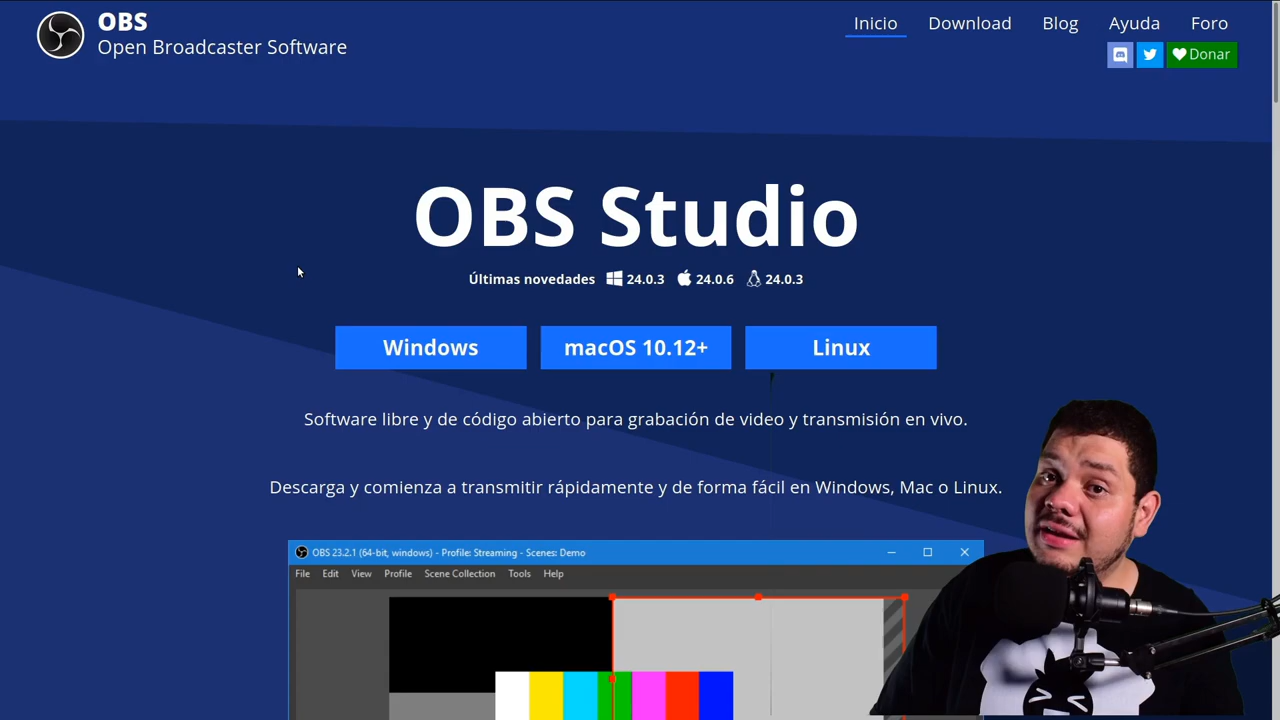 OBS
Open Broadcaster Software
Inicio Download Blog Ayuda Foro
Donar
OBS Studio
Últimas novedades 24.0.3 24.0.6 24.0.3
Windows macOS 10.12+ Linux
Software libre y de código abierto para grabación de video y transmisión en vivo.
Descarga y comienza a transmitir rápidamente y de forma fácil en Windows, Mac o Linux.
OBS 23.2.1 (64-bit, windows) - Profile: Streaming - Scenes: Demo
File Edit View Profile Scene Collection Tools Help